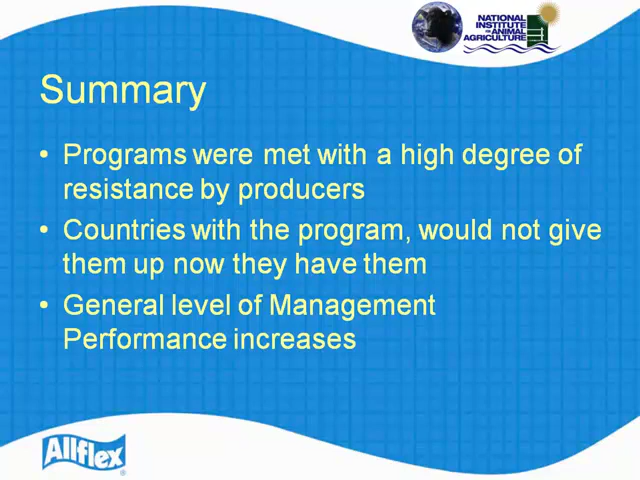 NATIONAL
INSTITUTE
FOR ANIMAL
AGRICULTURE
Summary
• Programs were met with a high degree of
resistance by producers
• Countries with the program, would not give
them up now they have them
• General level of Management
Performance increases
Allflex
®